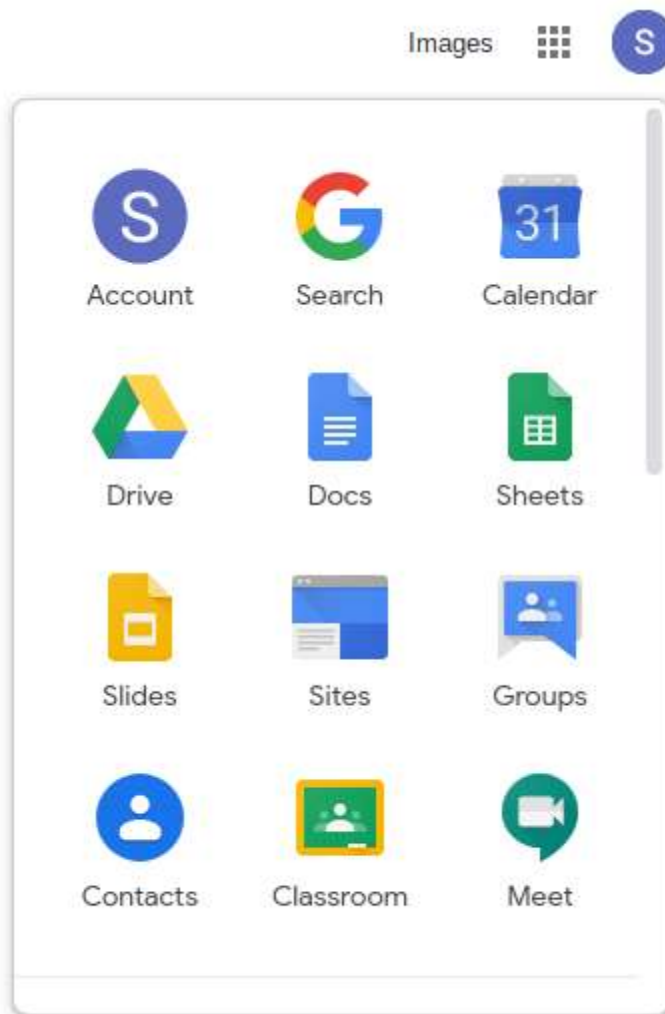 Images
S
S
Account
Search
31
Calendar
Drive
Docs
Sheets
Slides
Sites
Groups
Contacts
Classroom
Meet